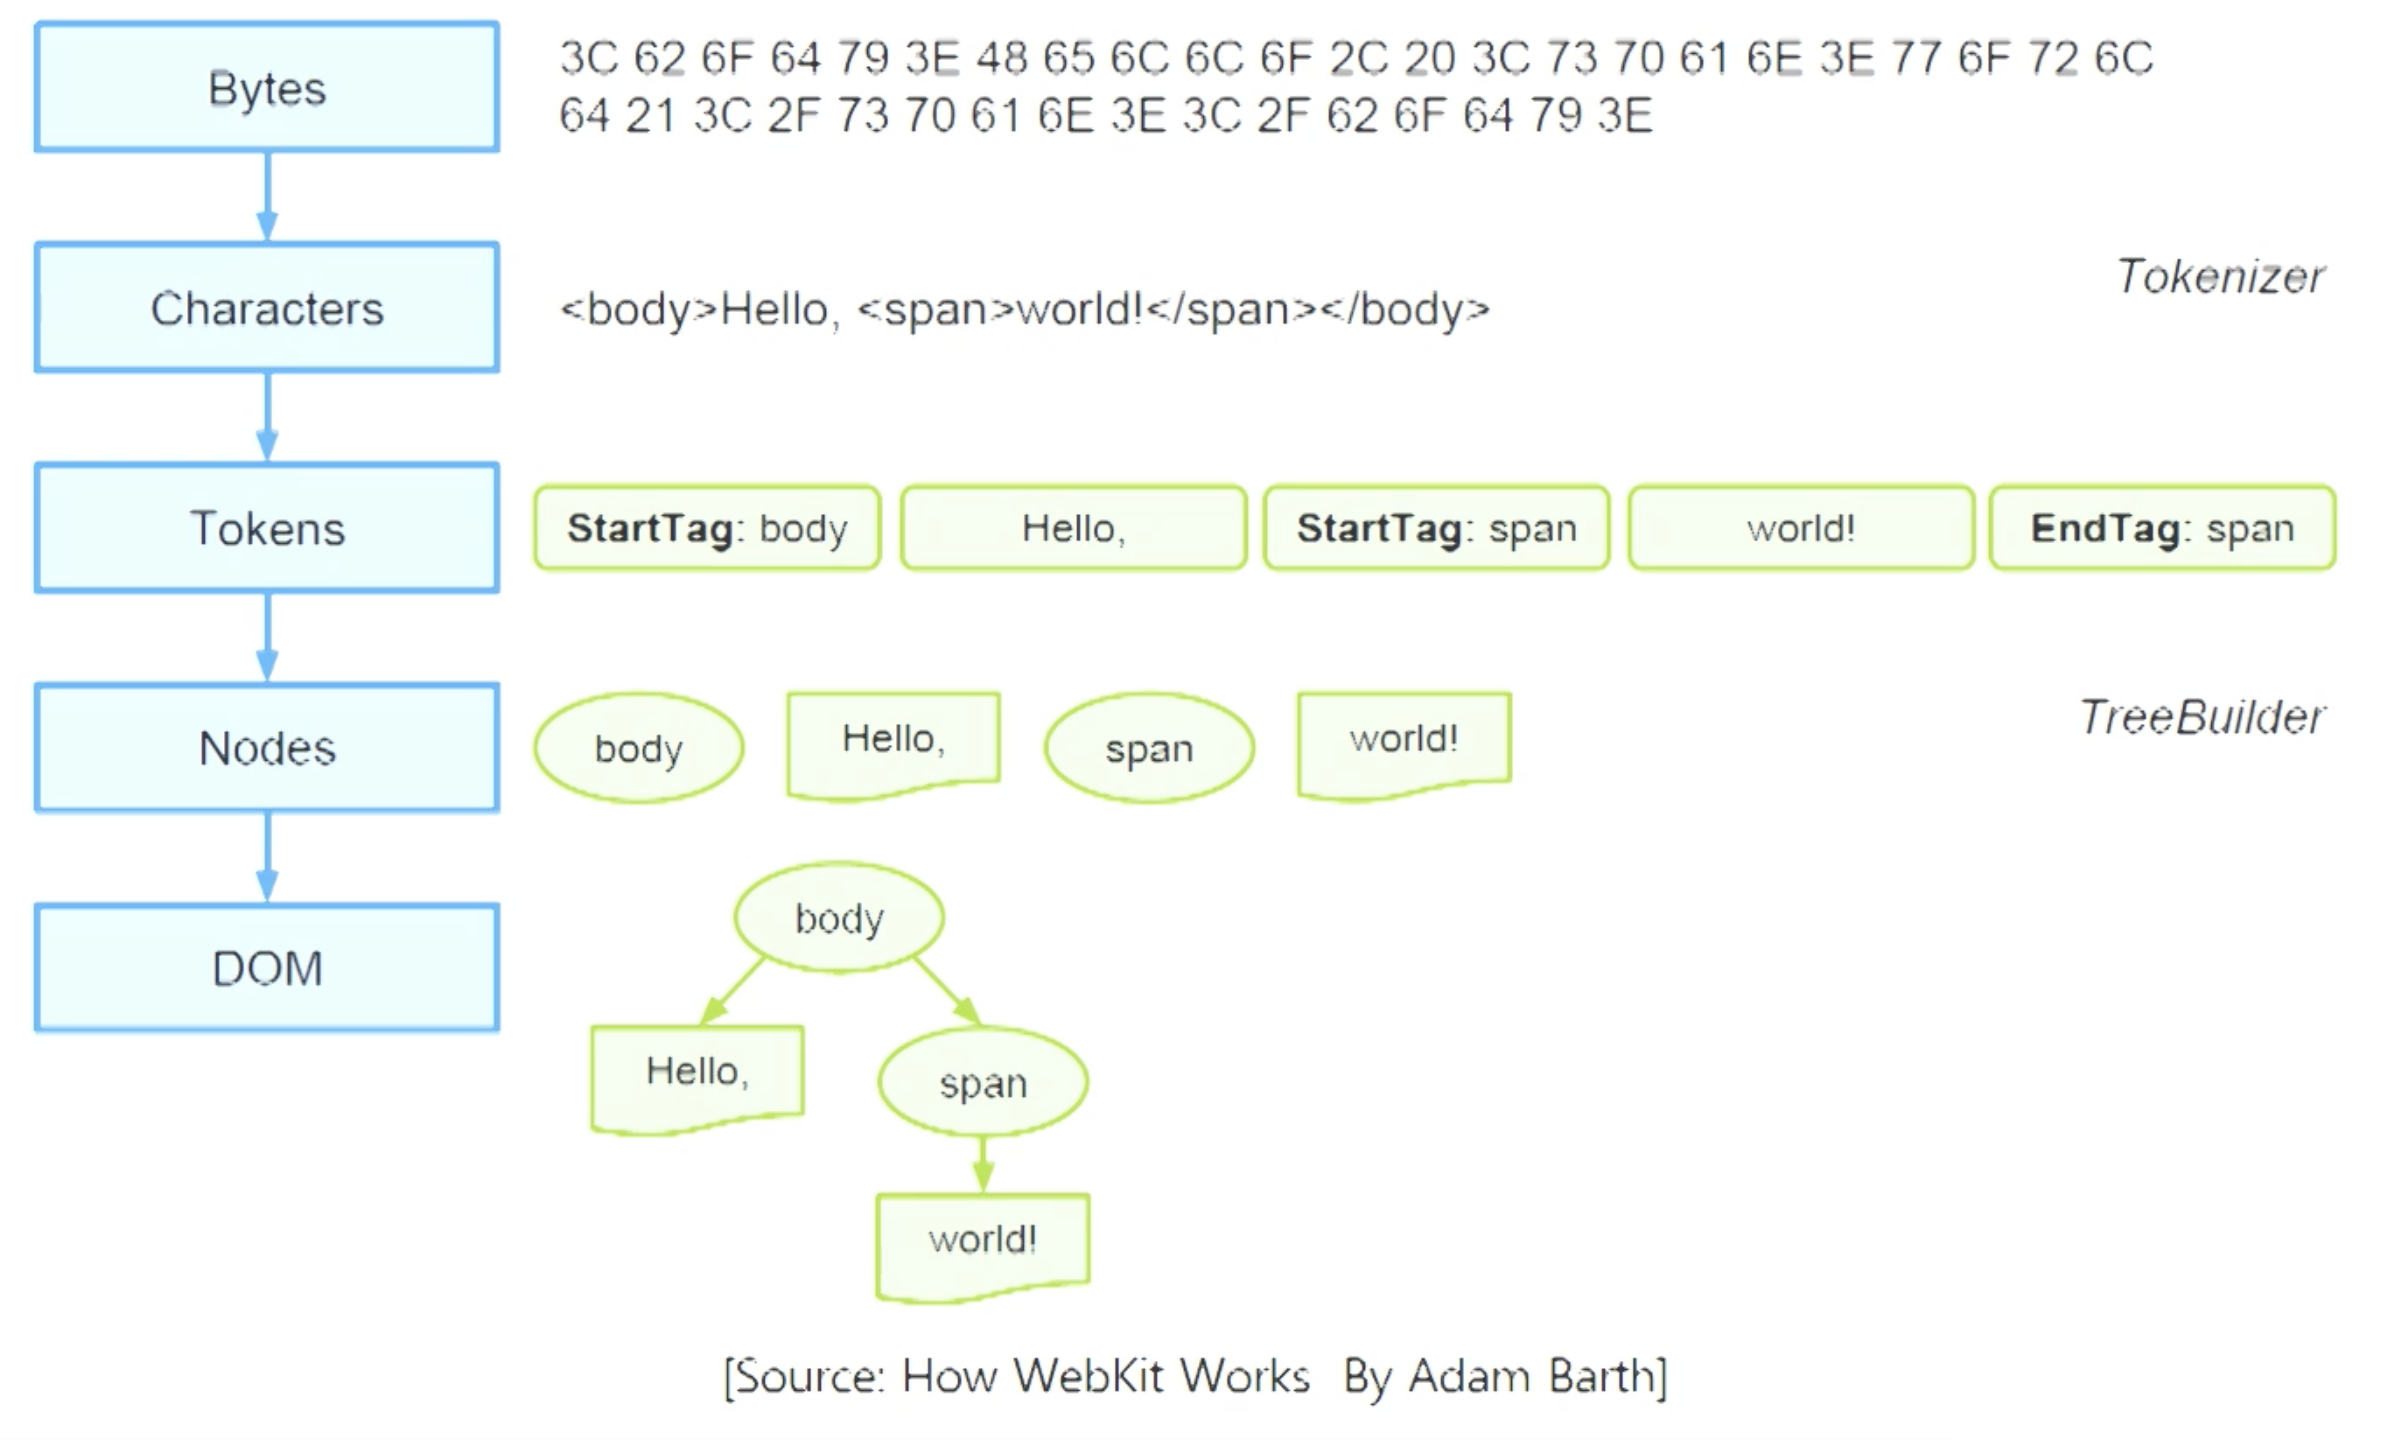 Bytes
3C 62 6F 64 79 3E 48 65 6C 6C 6F 2C 20 3C 73 70 61 6E 3E 77 6F 72 6C
64 21 3C 2F 73 70 61 6E 3E 3C 2F 62 6F 64 79 3E
Tokenizer
Characters
<body>Hello, <span>world!</span></body>
Tokens
StartTag: body
Hello,
StartTag: span
world!
EndTag: span
TreeBuilder
Nodes
body
Hello,
span
world!
DOM
body
Hello,
span
world!
[Source: How WebKit Works  By Adam Barth]